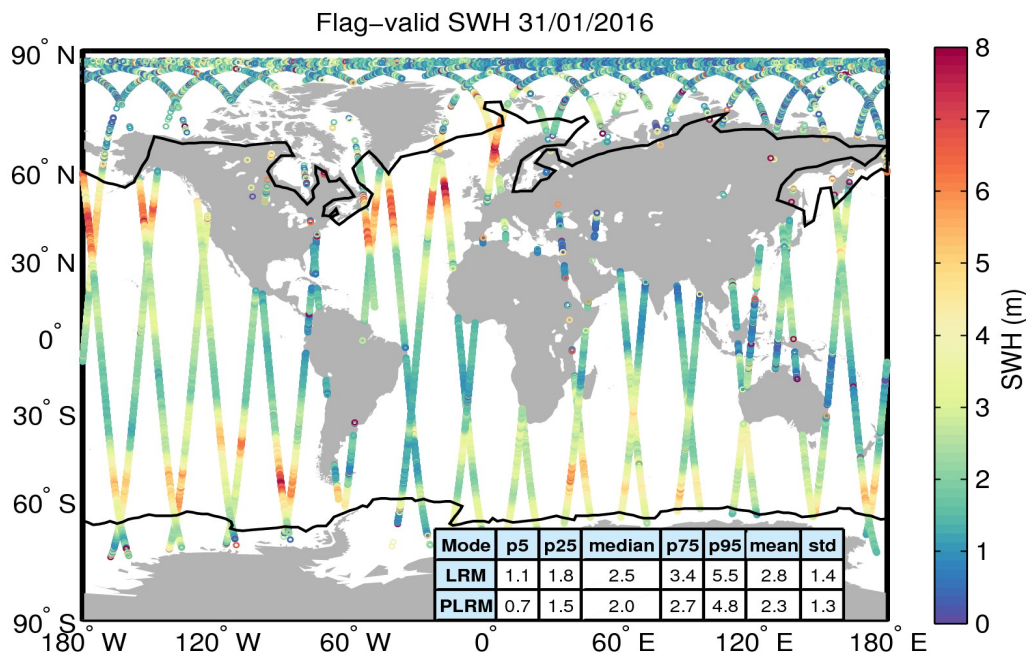 Flag−valid SWH 31/01/2016
90° N
60° N
30° N
0°
30° S
60° S
90° S
180° W
120° W
60° W
0°
60° E
120° E
180° E
Mode p5 p25 median p75 p95 mean std
LRM 1.1 1.8 2.5 3.4 5.5 2.8 1.4
PLRM 0.7 1.5 2.0 2.7 4.8 2.3 1.3
8
7
6
5
4
3
2
1
0
SWH (m)